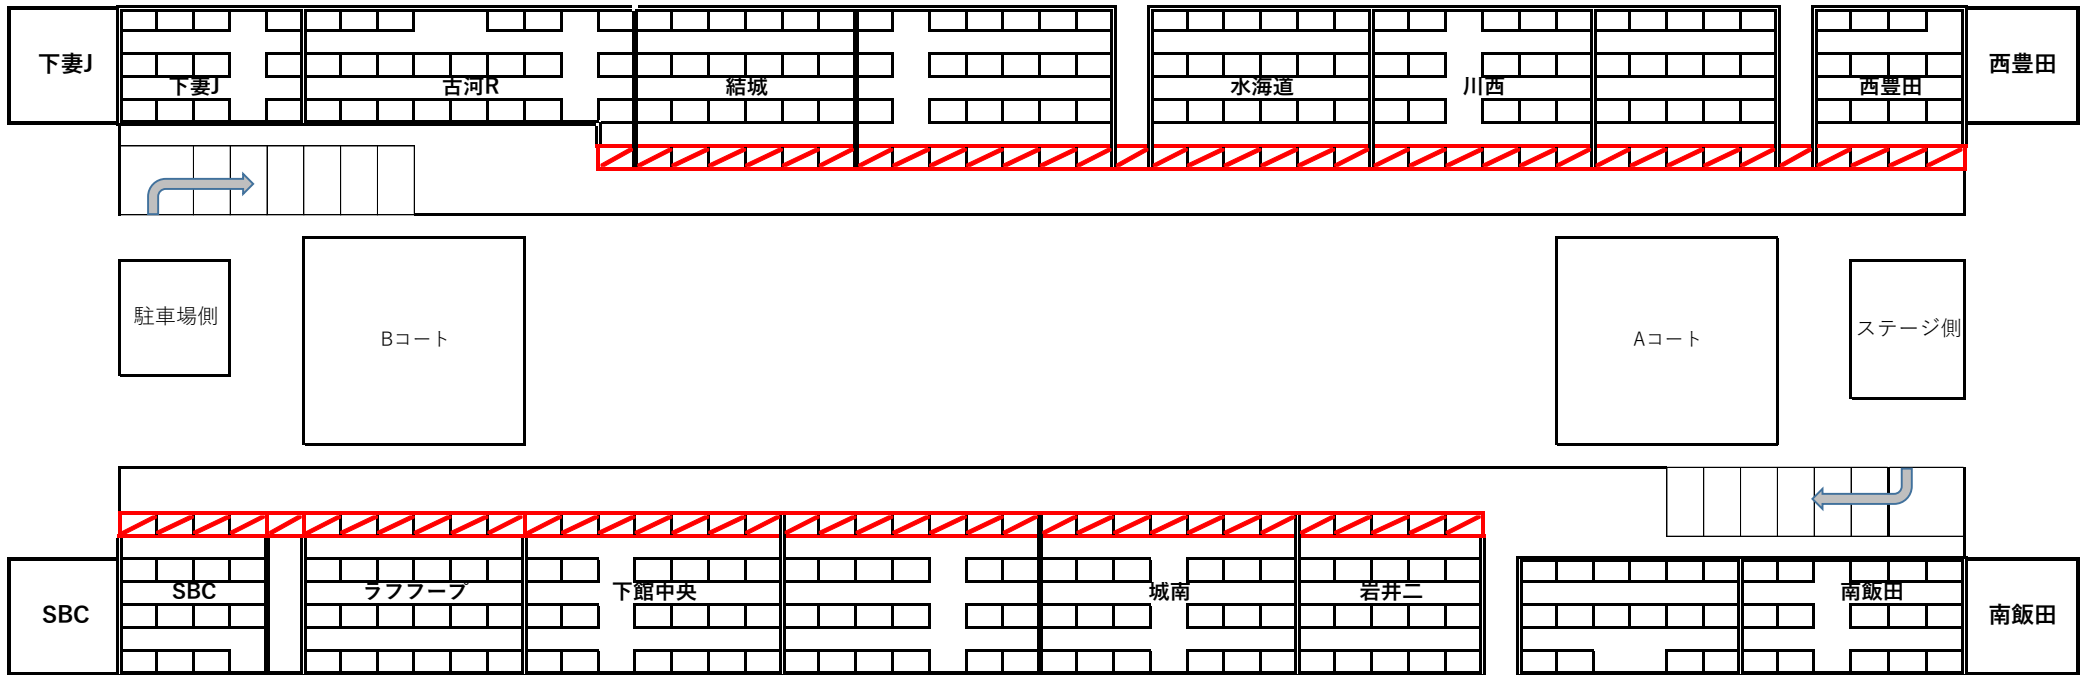 下妻J
下妻J
古河R
結城
水海道
川西
西豊田
西豊田
駐車場側
Bコート
Aコート
ステージ側
SBC
SBC
ラフフープ
下館中央
城南
岩井二
南飯田
南飯田